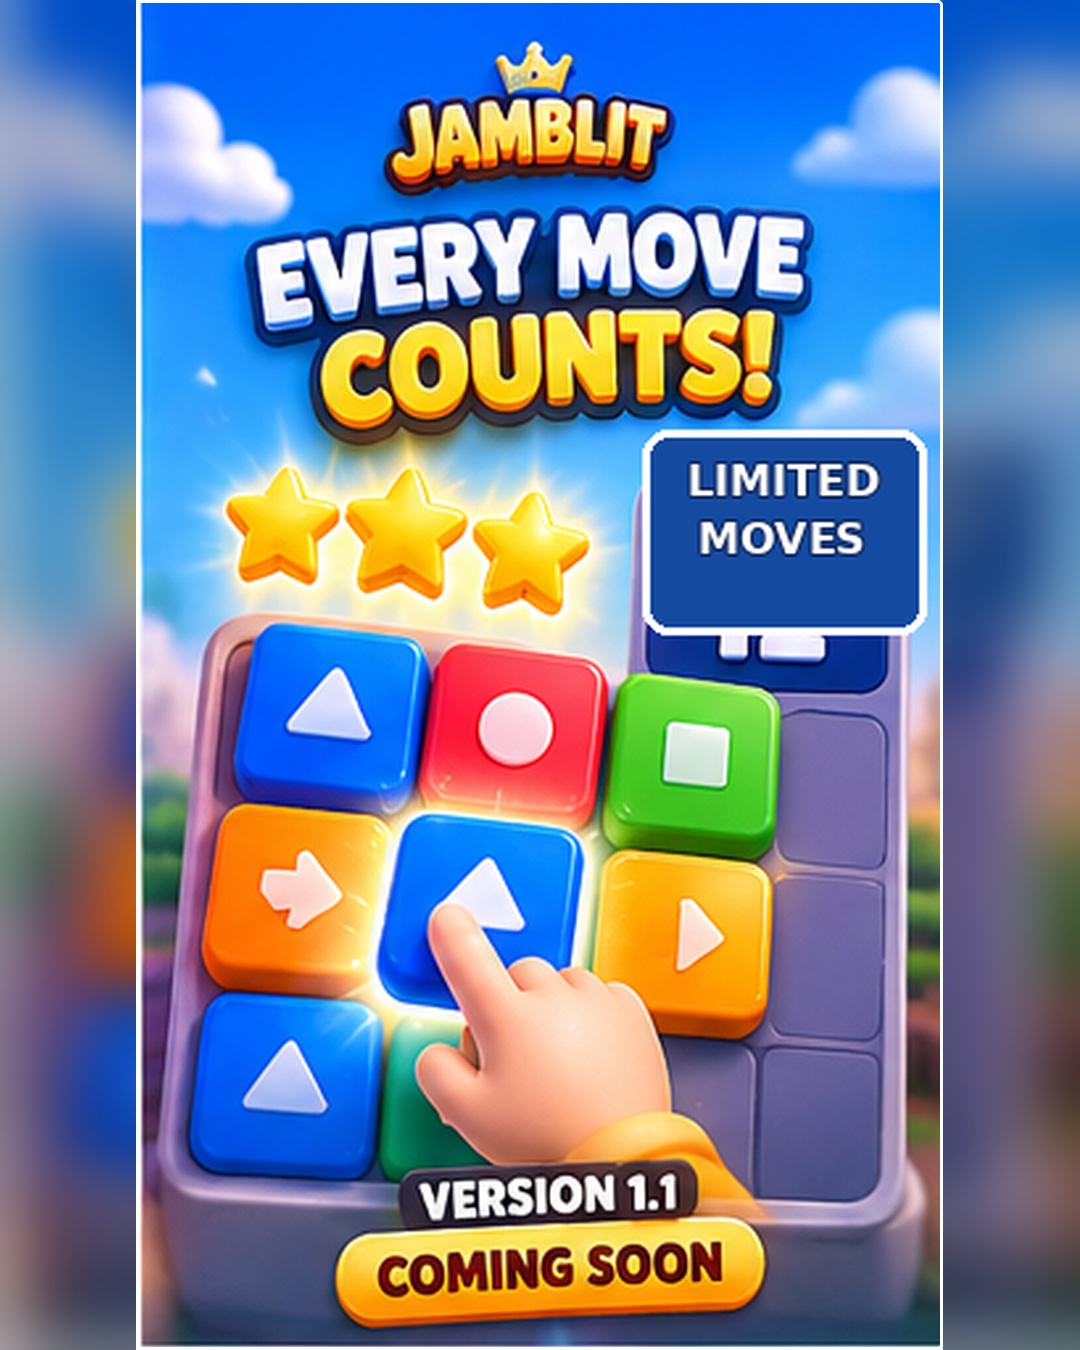 JAMBLIT
EVERY MOVE
COUNTS!
LIMITED
MOVES
VERSION 1.1
COMING SOON